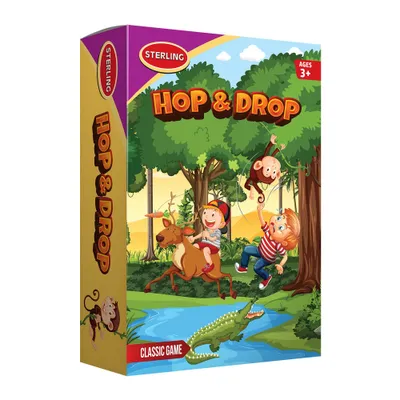 STERLING
HOP & DROP
STERLING
AGES
3+
HOP & DROP
CLASSIC GAME